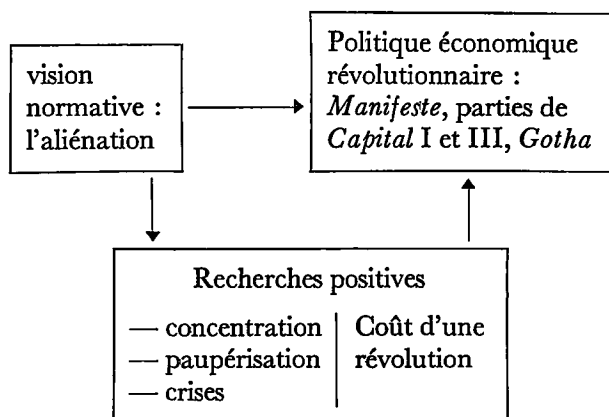 vision
normative :
l'aliénation
Politique économique
révolutionnaire :
Manifeste, parties de
Capital I et III, Gotha
Recherches positives
— concentration
— paupérisation
— crises
Coût d'une
révolution